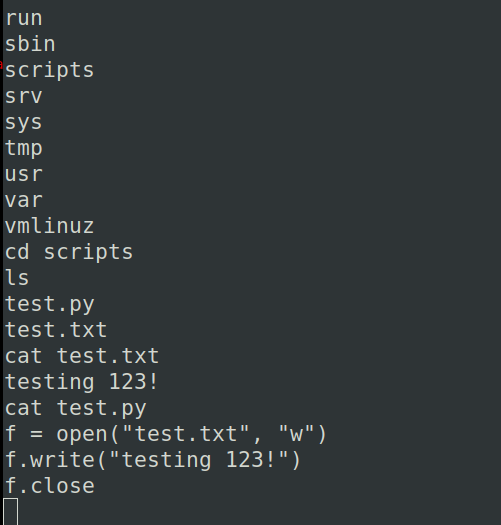 run
sbin
scripts
srv
sys
tmp
usr
var
vmlinuz
cd scripts
ls
test.py
test.txt
cat test.txt
testing 123!
cat test.py
f = open("test.txt", "w")
f.write("testing 123!")
f.close